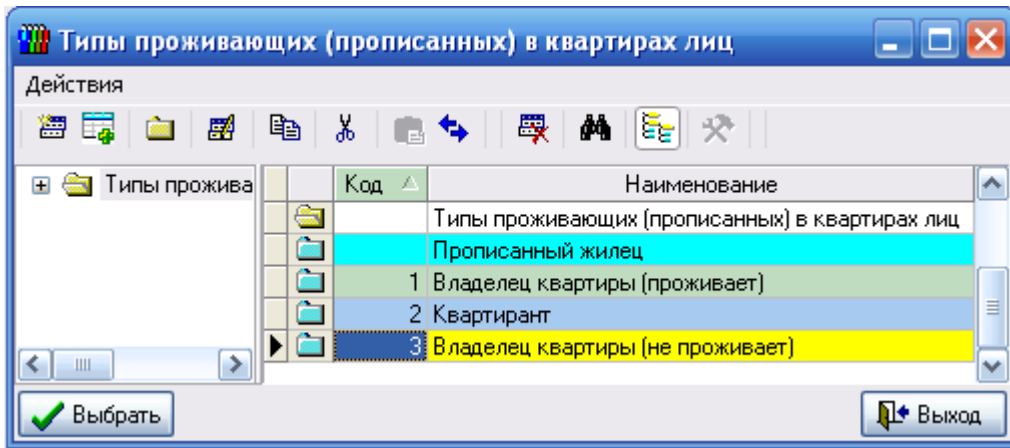 Типы проживающих (прописанных) в квартирах лиц
Действия
Типы прожива
Код Наименование
Типы проживающих (прописанных) в квартирах лиц
Прописанный жилец
1 Владелец квартиры (проживает)
2 Квартирант
3 Владелец квартиры (не проживает)
Выбрать
Выход